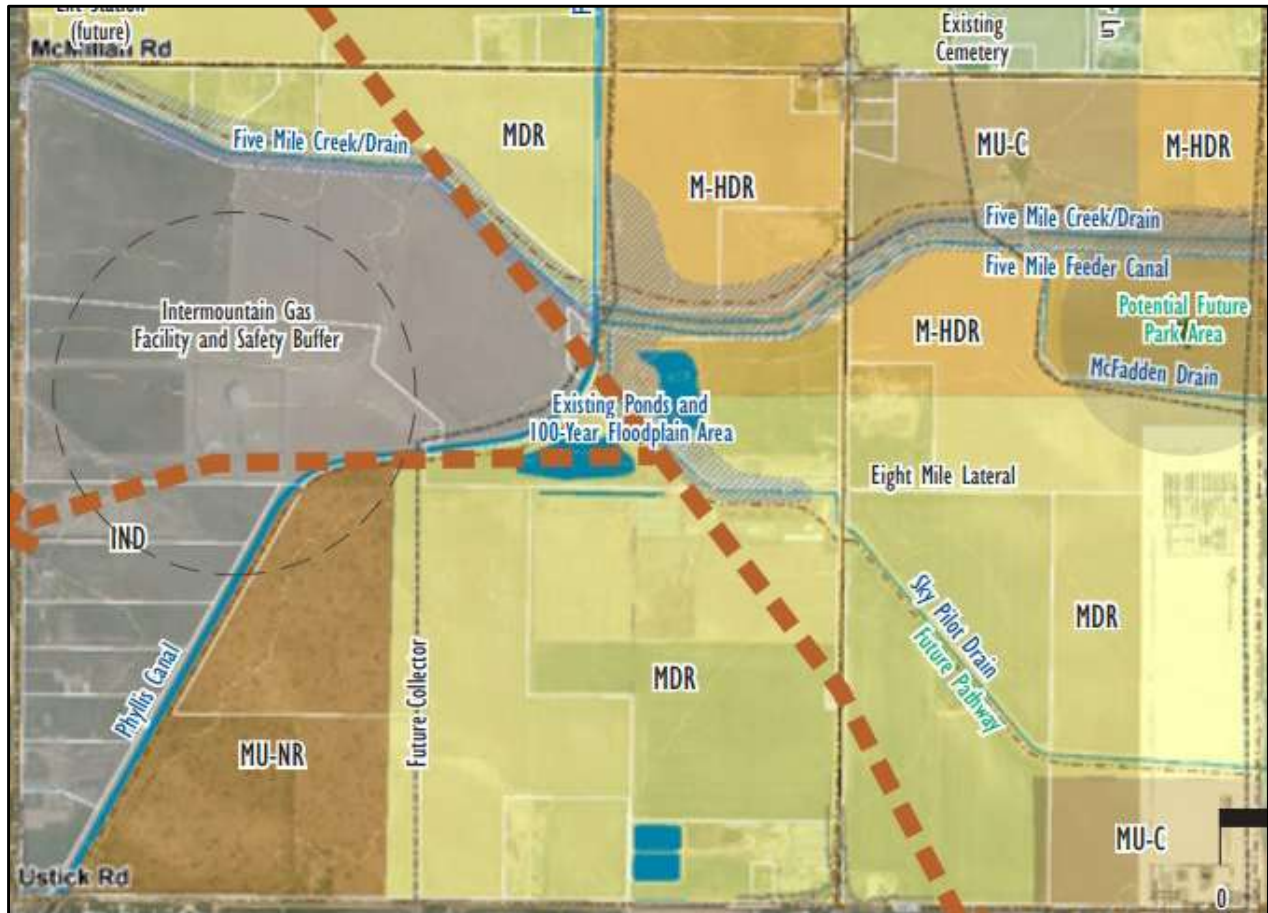 (future)
McMillan Rd
Existing
Cemetery
Five Mile Creek/Drain
MDR
MU-C
M-HDR
M-HDR
Five Mile Creek/Drain
Five Mile Feeder Canal
Intermountain Gas
Facility and Safety Buffer
M-HDR
Potential Future
Park Area
McFadden Drain
Existing Ponds and
100-Year Floodplain Area
Eight Mile Lateral
IND
Sky Pilot Drain
Future Pathway
MDR
Phyllis Canal
Future Collector
MDR
MU-NR
MU-C
Ustick Rd
0